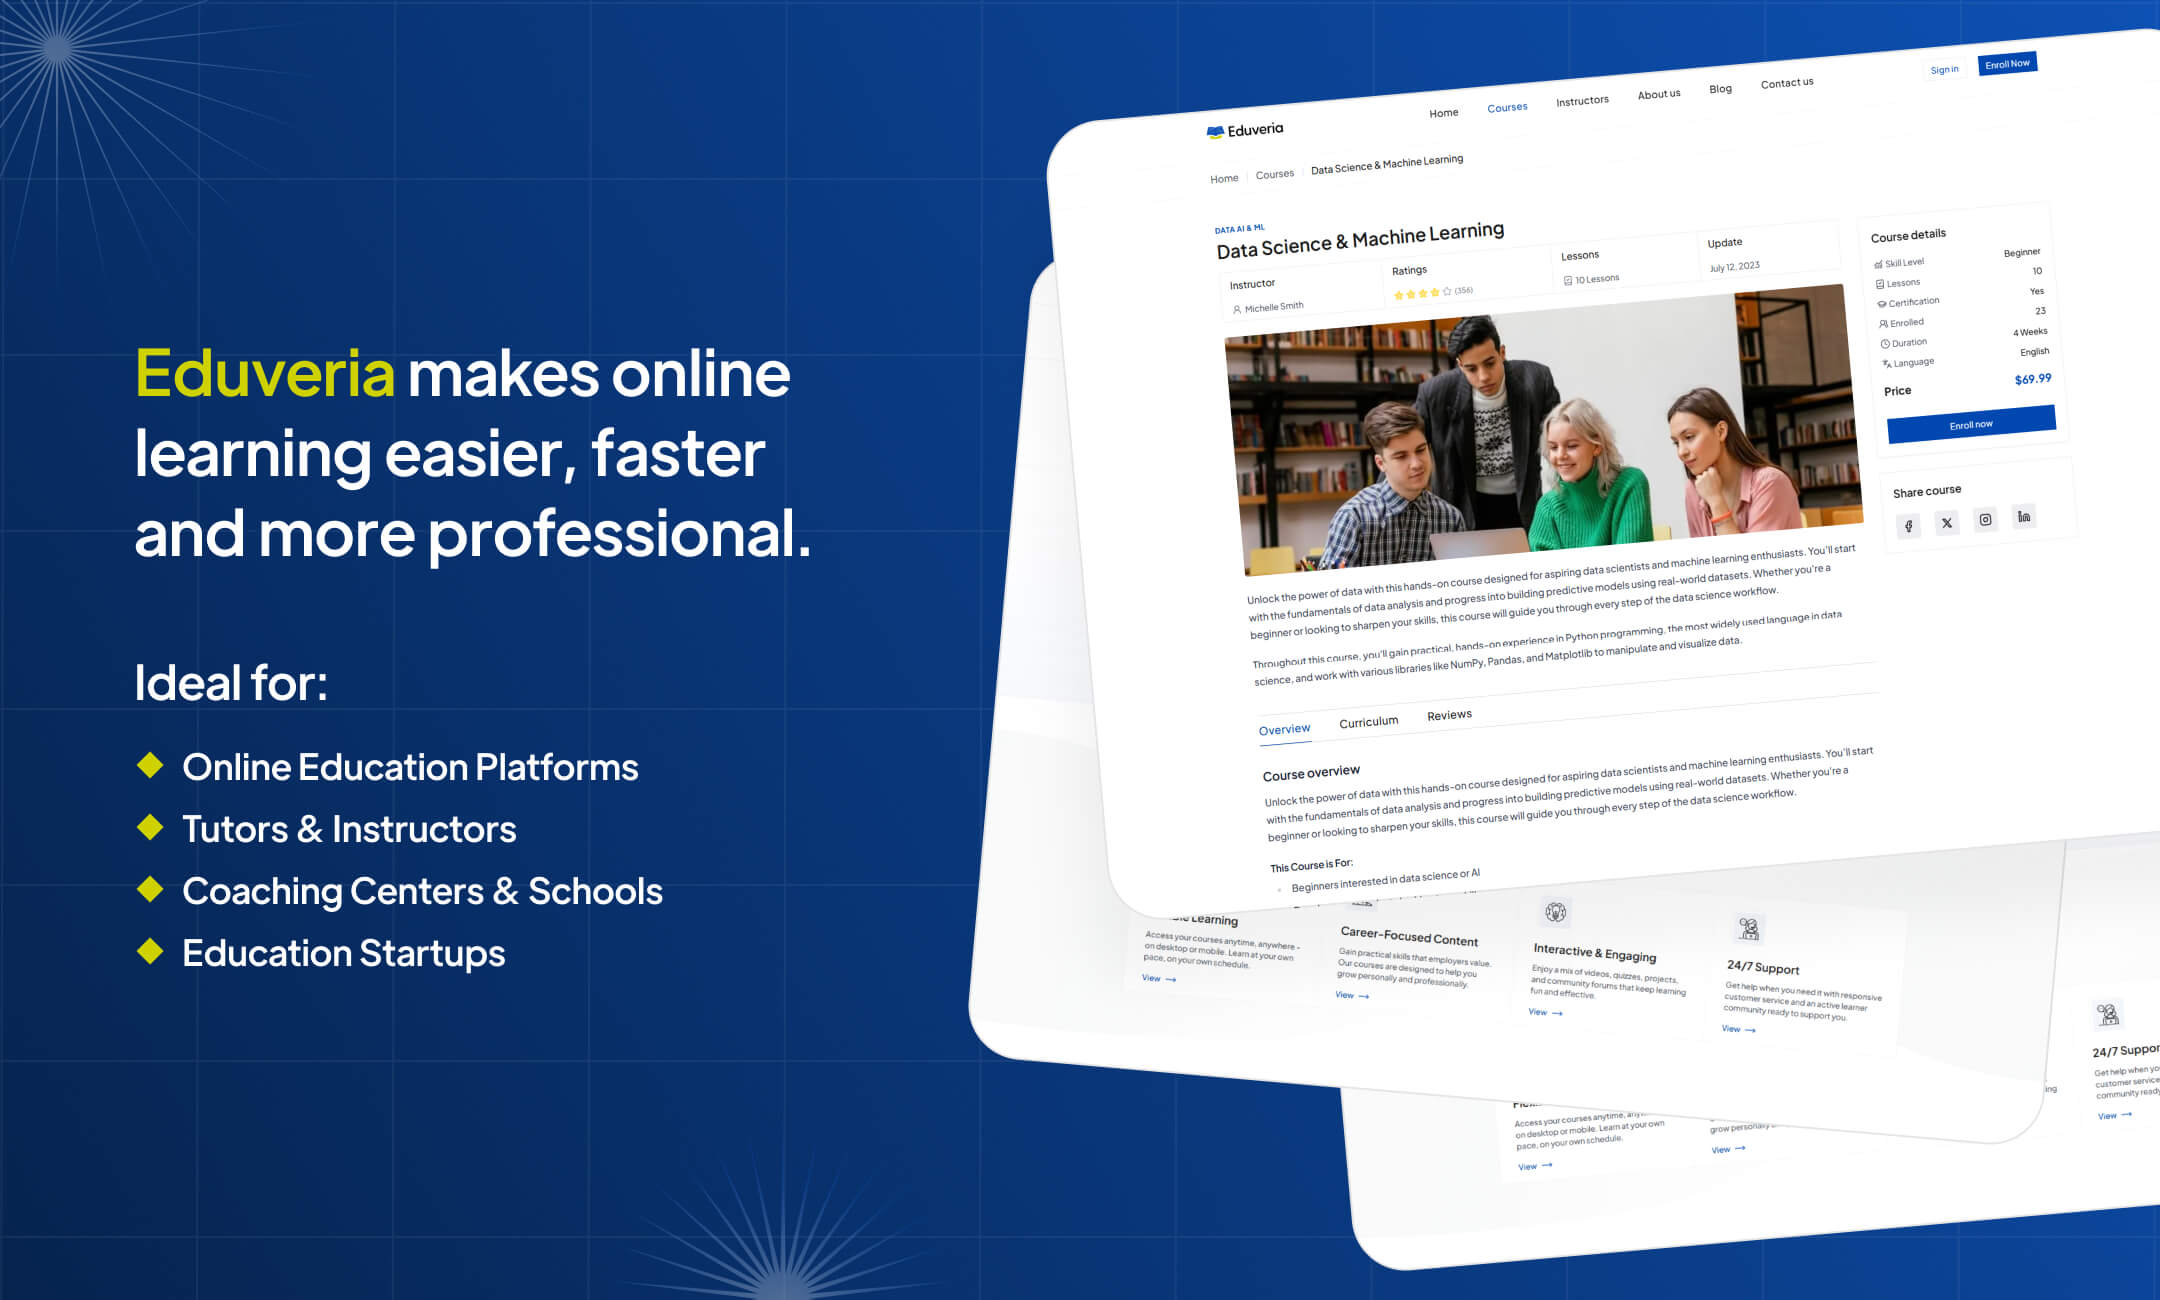 Eduveria makes online
learning easier, faster
and more professional.
Ideal for:
Online Education Platforms
Tutors & Instructors
Coaching Centers & Schools
Education Startups
Eduveria
Home
Courses
Instructors
About us
Blog
Contact us
Sign in
Enroll Now
Home
Courses
Data Science & Machine Learning
DATA AI & ML
Data Science & Machine Learning
Instructor
Michelle Smith
Ratings
(356)
Lessons
10 Lessons
Update
July 12, 2023
Course details
Skill Level Beginner
Lessons 10
Certification Yes
Enrolled 23
Duration 4 Weeks
Language English
Price $69.99
Enroll now
Share course
Unlock the power of data with this hands-on course designed for aspiring data scientists and machine learning enthusiasts. You'll start
with the fundamentals of data analysis and progress into building predictive models using real-world datasets. Whether you're a
beginner or looking to sharpen your skills, this course will guide you through every step of the data science workflow.
Throughout this course, you'll gain practical, hands-on experience in Python programming, the most widely used language in data
science, and work with various libraries like NumPy, Pandas, and Matplotlib to manipulate and visualize data.
Overview
Curriculum
Reviews
Course overview
Unlock the power of data with this hands-on course designed for aspiring data scientists and machine learning enthusiasts. You'll start
with the fundamentals of data analysis and progress into building predictive models using real-world datasets. Whether you're a
beginner or looking to sharpen your skills, this course will guide you through every step of the data science workflow.
This Course is For:
Beginners interested in data science or AI
Learning
Access your courses anytime, anywhere –
on desktop or mobile. Learn at your own
pace, on your own schedule.
View
Career-Focused Content
Gain practical skills that employers value.
Our courses are designed to help you
grow personally and professionally.
View
Interactive & Engaging
Enjoy a mix of videos, quizzes, projects,
and community forums that keep learning
fun and effective.
View
24/7 Support
Get help when you need it with responsive
customer service and an active learner
community ready to support you.
View
Access your courses anytime,
on desktop or mobile. Learn at your own
pace, on your own schedule.
View
grow personally
View
ing
24/7 Suppor
Get help when yo
customer service
community ready
View